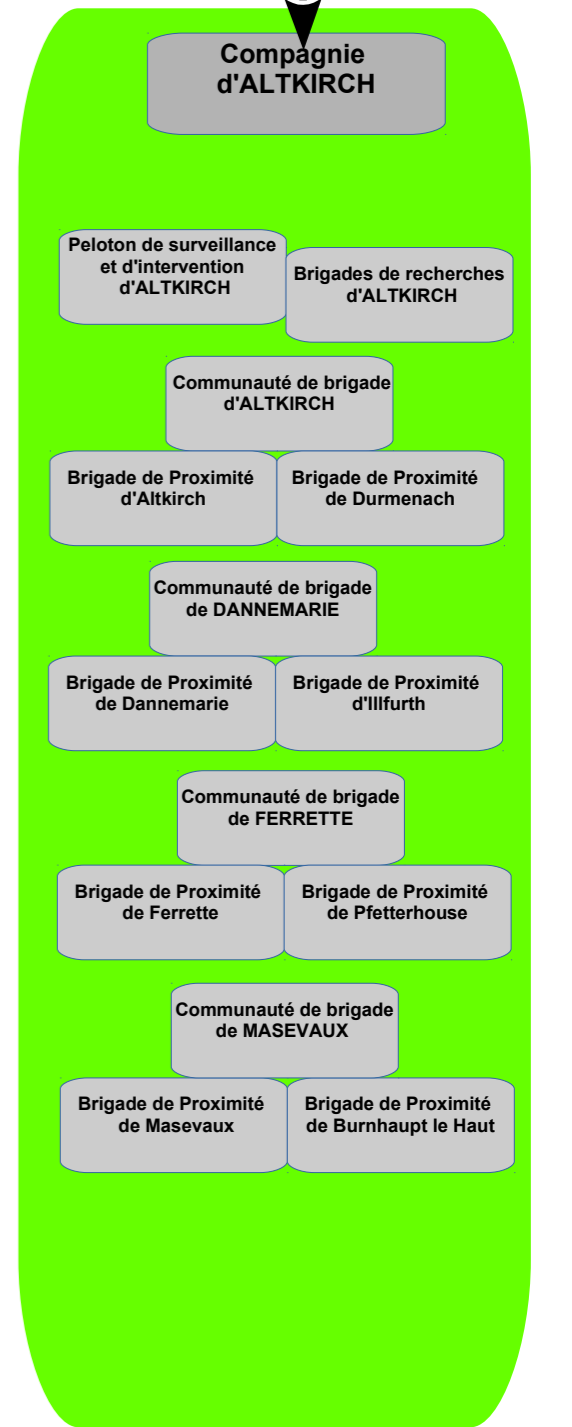 Compagnie
d'ALTKIRCH
Peloton de surveillance
et d'intervention
d'ALTKIRCH
Brigades de recherches
d'ALTKIRCH
Communauté de brigade
d'ALTKIRCH
Brigade de Proximité
d'Altkirch
Brigade de Proximité
de Durmenach
Communauté de brigade
de DANNEMARIE
Brigade de Proximité
de Dannemarie
Brigade de Proximité
d'Illfurth
Communauté de brigade
de FERRETTE
Brigade de Proximité
de Ferrette
Brigade de Proximité
de Pfetterhouse
Communauté de brigade
de MASEVAUX
Brigade de Proximité
de Masevaux
Brigade de Proximité
de Burnhaupt le Haut